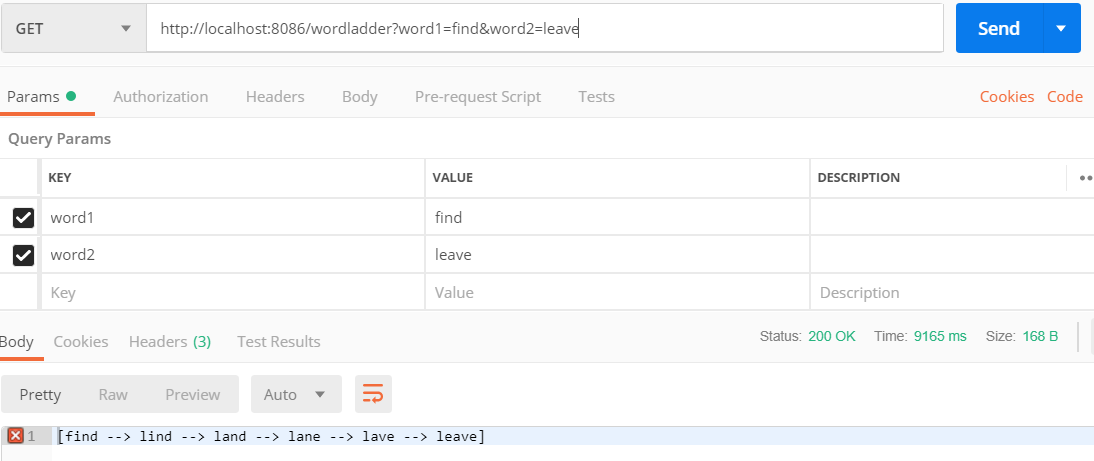 GET http://localhost:8086/wordladder?word1=find&word2=leave Send
Params Authorization Headers Body Pre-request Script Tests Cookies Code
Query Params
KEY VALUE DESCRIPTION
word1 find
word2 leave
Key Value Description
Body Cookies Headers (3) Test Results Status: 200 OK Time: 9165 ms Size: 168 B
Pretty Raw Preview Auto
1 [find --> lind --> land --> lane --> lave --> leave]